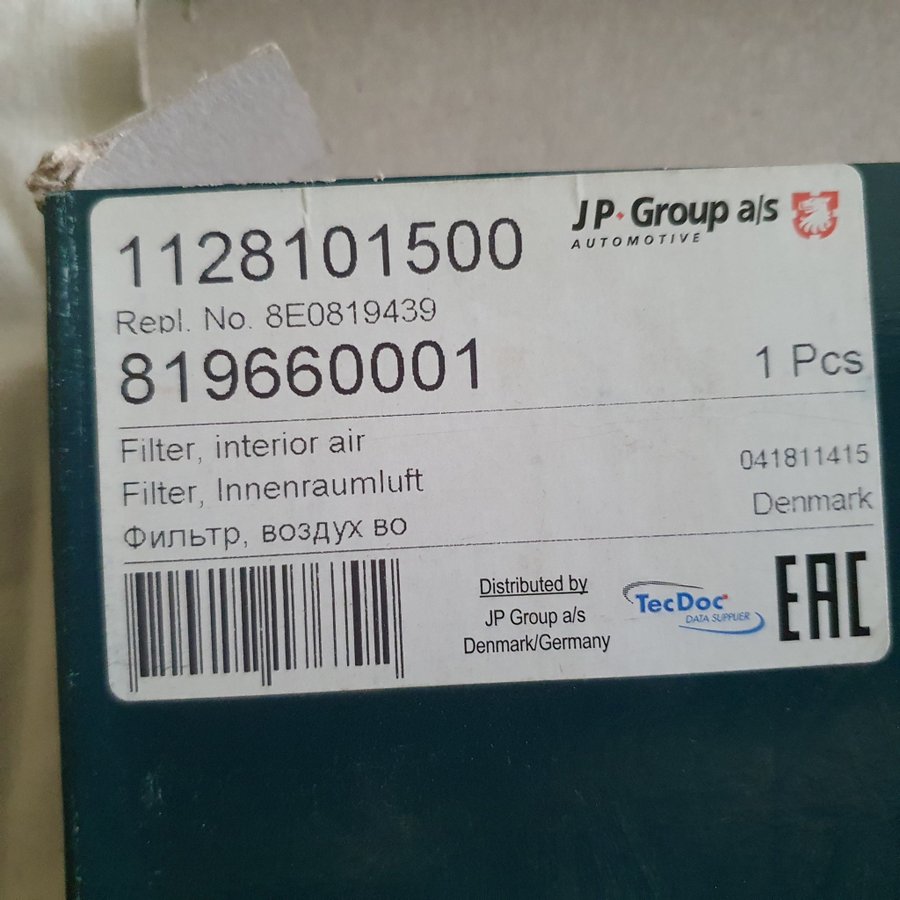 JP Group a/s
AUTOMOTIVE
1128101500
Repl. No. 8E0819439
819660001
1 Pcs
Filter, interior air
Filter, Innenraumluft
Фильтр, воздух во
041811415
Denmark
Distributed by
JP Group a/s
Denmark/Germany
TecDoc
DATA SUPPLIER
EAC